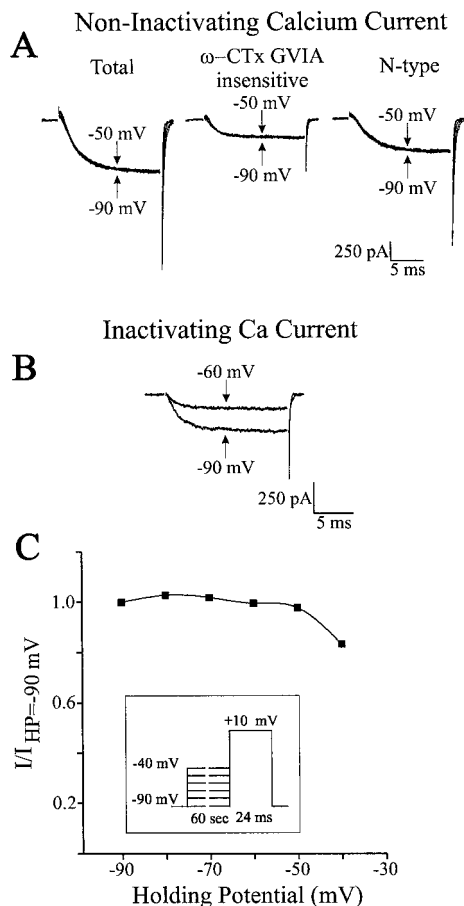 Non-Inactivating Calcium Current
A
Total
ω-CTx GVIA
insensitive
N-type
-50 mV
-50 mV
-50 mV
-90 mV
-90 mV
-90 mV
250 pA
5 ms
Inactivating Ca Current
B
-60 mV
-90 mV
250 pA
5 ms
C
I/I HP=-90 mV
1.0
0.6
0.2
+10 mV
-40 mV
-90 mV
60 sec
24 ms
-90
-70
-50
-30
Holding Potential (mV)